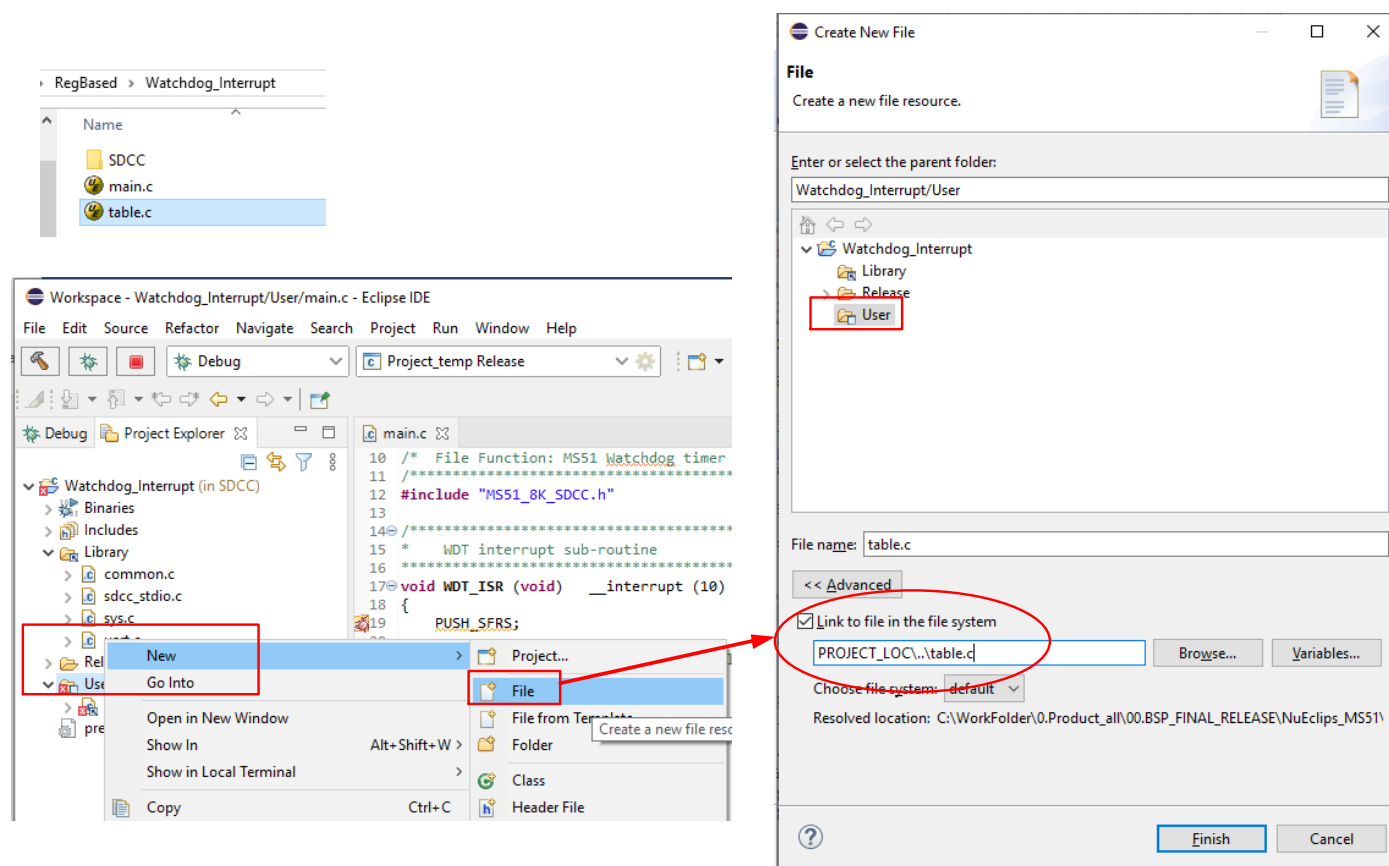 RegBased > Watchdog_Interrupt
Name
SDCC
main.c
table.c
Workspace - Watchdog_Interrupt/User/main.c - Eclipse IDE
File Edit Source Refactor Navigate Search Project Run Window Help
Debug
Project_temp Release
Debug
Project Explorer
Watchdog_Interrupt (in SDCC)
Binaries
Includes
Library
common.c
sdcc_stdio.c
sys.c
Rel
Use
pre
main.c
10 /* File Function: MS51 Watchdog timer
11 /************************************
12 #include "MS51_8K_SDCC.h"
13
14 /************************************
15 * WDT interrupt sub-routine
16 ************************************
17 void WDT_ISR (void) __interrupt (10)
18 {
19 PUSH_SFRS;
New >
Go Into
Open in New Window
Show In Alt+Shift+W >
Show in Local Terminal >
Copy Ctrl+C
Project...
File
File from Template
Create a new file reso
Folder
Class
Header File
Create New File
File
Create a new file resource.
Enter or select the parent folder:
Watchdog_Interrupt/User
Watchdog_Interrupt
Library
Release
User
File name: table.c
<< Advanced
Link to file in the file system
PROJECT_LOC\..\table.c
Browse...
Variables...
Choose file system: default
Resolved location: C:\WorkFolder\0.Product_all\00.BSP_FINAL_RELEASE\NuEclips_MS51\
?
Finish
Cancel